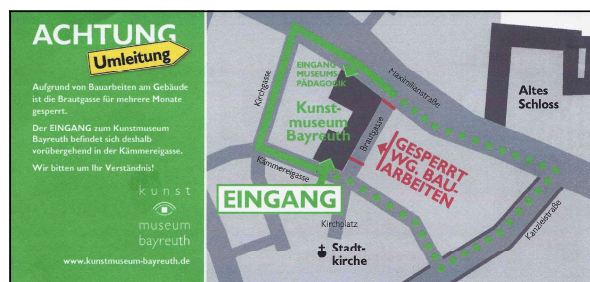 ACHTUNG
Umleitung
Aufgrund von Bauarbeiten am Gebäude
ist die Brautgasse für mehrere Monate
gesperrt.
Der EINGANG zum Kunstmuseum
Bayreuth befindet sich deshalb
vorübergehend in der Kämmereigasse.
Wir bitten um Ihr Verständnis!
kunst
museum
bayreuth
www.kunstmuseum-bayreuth.de
EINGANG
MUSEUMS
PÄDAGOGIK
Kunst-
museum
Bayreuth
Kirchgasse
Maximilianstraße
Brautgasse
Altes
Schloss
GESPERRT
WG. BAU-
ARBEITEN
Kämmereigasse
EINGANG
Kirchplatz
Stadt-
kirche
Kanzleistraße